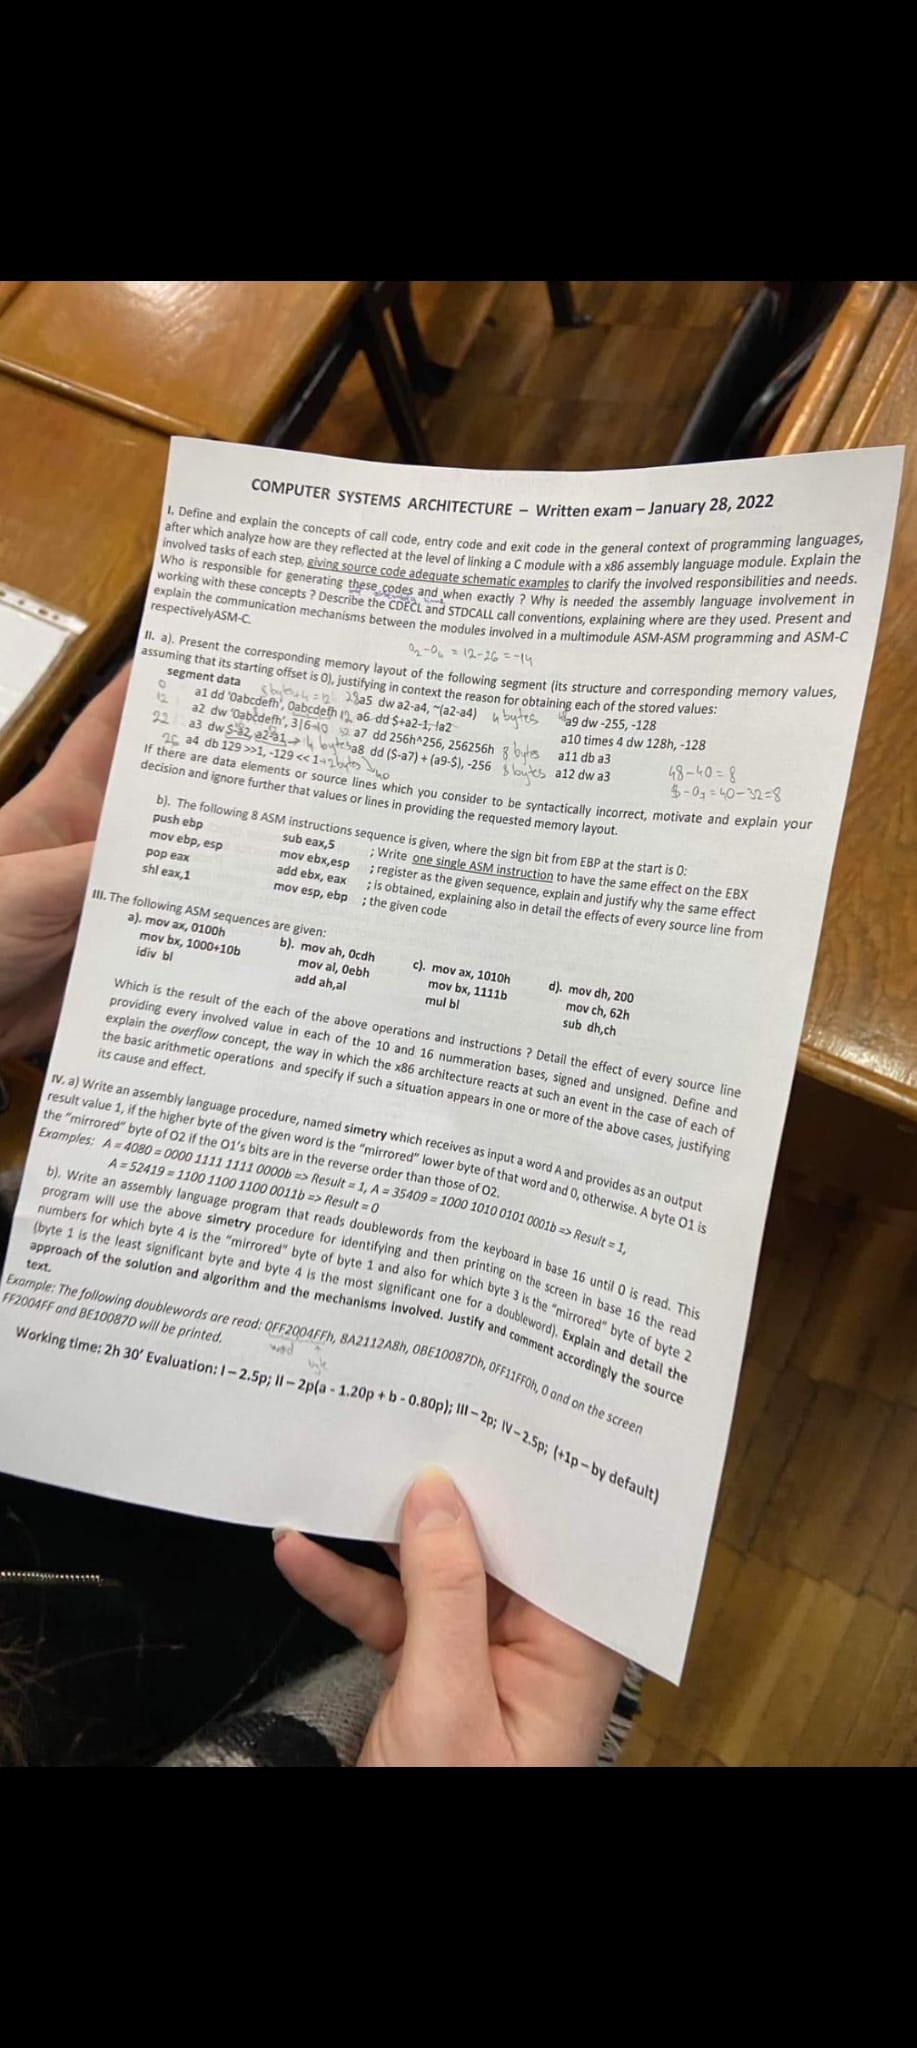 COMPUTER SYSTEMS ARCHITECTURE – Written exam – January 28, 2022
I. Define and explain the concepts of call code, entry code and exit code in the general context of programming languages,
after which analyze how are they reflected at the level of linking a C module with a x86 assembly language module. Explain the
involved tasks of each step, giving source code adequate schematic examples to clarify the involved responsibilities and needs.
Who is responsible for generating these codes and when exactly ? Why is needed the assembly language involvement in
working with these concepts ? Describe the CDECL and STDCALL call conventions, explaining where are they used. Present and
explain the communication mechanisms between the modules involved in a multimodule ASM-ASM programming and ASM-C
respectivelyASM-C.
a2-a4 = 12-26 = -14
II. a). Present the corresponding memory layout of the following segment (its structure and corresponding memory values,
assuming that its starting offset is 0), justifying in context the reason for obtaining each of the stored values:
segment data
0 a1 dd '0abcdefh', 0abcdefh 12 a6 dd $+a2-1, !a2
8 bytes+4 = 12 28 a5 dw a2-a4, ~(a2-a4) 4 bytes a9 dw -255, -128
12 a2 dw '0abcdefh', 3|6 10 32 a7 dd 256h^256, 256256h 8 bytes a10 times 4 dw 128h, -128
22 a3 dw $-a2, a2-a1 → 4 bytes a8 dd ($-a7) + (a9-$), -256 8 bytes a11 db a3
26 a4 db 129 >>1, -129 << 1 → 2 bytes 40 a12 dw a3
48-40 = 8
$-a7 = 40-32=8
If there are data elements or source lines which you consider to be syntactically incorrect, motivate and explain your
decision and ignore further that values or lines in providing the requested memory layout.
b). The following 8 ASM instructions sequence is given, where the sign bit from EBP at the start is 0:
push ebp sub eax,5 ; Write one single ASM instruction to have the same effect on the EBX
mov ebp, esp mov ebx,esp ; register as the given sequence, explain and justify why the same effect
pop eax add ebx, eax ; is obtained, explaining also in detail the effects of every source line from
shl eax,1 mov esp, ebp ; the given code
III. The following ASM sequences are given:
a). mov ax, 0100h b). mov ah, 0cdh c). mov ax, 1010h d). mov dh, 200
mov bx, 1000+10b mov al, 0ebh mov bx, 1111b mov ch, 62h
idiv bl add ah,al mul bl sub dh,ch
Which is the result of the each of the above operations and instructions ? Detail the effect of every source line
providing every involved value in each of the 10 and 16 nummeration bases, signed and unsigned. Define and
explain the overflow concept, the way in which the x86 architecture reacts at such an event in the case of each of
the basic arithmetic operations and specify if such a situation appears in one or more of the above cases, justifying
its cause and effect.
IV. a) Write an assembly language procedure, named simetry which receives as input a word A and provides as an output
result value 1, if the higher byte of the given word is the "mirrored" lower byte of that word and 0, otherwise. A byte O1 is
the "mirrored" byte of O2 if the O1's bits are in the reverse order than those of O2.
Examples: A = 4080 = 0000 1111 1111 0000b => Result = 1, A = 35409 = 1000 1010 0101 0001b => Result = 1,
A = 52419 = 1100 1100 1100 0011b => Result = 0
b). Write an assembly language program that reads doublewords from the keyboard in base 16 until 0 is read. This
program will use the above simetry procedure for identifying and then printing on the screen in base 16 the read
numbers for which byte 4 is the "mirrored" byte of byte 1 and also for which byte 3 is the "mirrored" byte of byte 2
(byte 1 is the least significant byte and byte 4 is the most significant one for a doubleword). Explain and detail the
approach of the solution and algorithm and the mechanisms involved. Justify and comment accordingly the source
text.
Example: The following doublewords are read: 0FF2004FFh, 8A2112A8h, 0BE10087Dh, 0FF11FF0h, 0 and on the screen
FF2004FF and BE10087D will be printed.
word byte
Working time: 2h 30' Evaluation: I – 2.5p; II – 2p(a - 1.20p + b - 0.80p); III – 2p; IV – 2.5p; (+1p – by default)